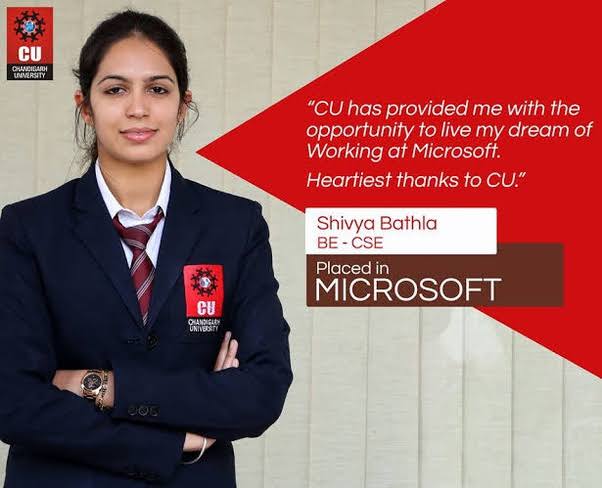 CU
CHANDIGARH
UNIVERSITY
“CU has provided me with the
opportunity to live my dream of
Working at Microsoft.
Heartiest thanks to CU.”
Shivya Bathla
BE - CSE
Placed in
MICROSOFT
CU
CHANDIGARH
UNIVERSITY